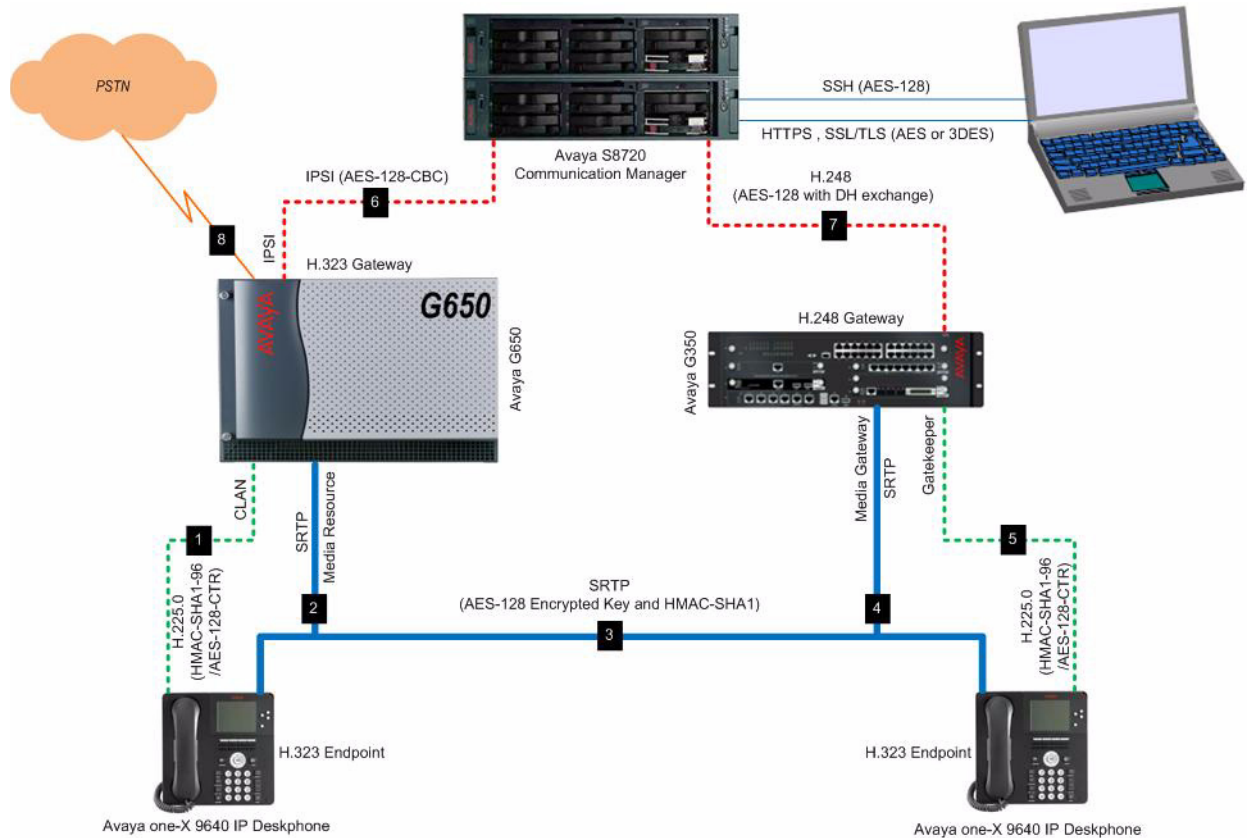 PSTN
SSH (AES-128)
HTTPS , SSL/TLS (AES or 3DES)
Avaya S8720
Communication Manager
IPSI (AES-128-CBC)
6
H.248
(AES-128 with DH exchange)
7
8
IPSI
H.323 Gateway
AVAYA
G650
Avaya G650
H.248 Gateway
Avaya G350
AVAYA
CLAN
SRTP
Media Resource
Media Gateway
SRTP
Gatekeeper
1
5
H.225.0
(HMAC-SHA1-96
/AES-128-CTR)
2
SRTP
(AES-128 Encrypted Key and HMAC-SHA1)
3
4
H.225.0
(HMAC-SHA1-96
/AES-128-CTR)
H.323 Endpoint
H.323 Endpoint
Avaya one-X 9640 IP Deskphone
Avaya one-X 9640 IP Deskphone